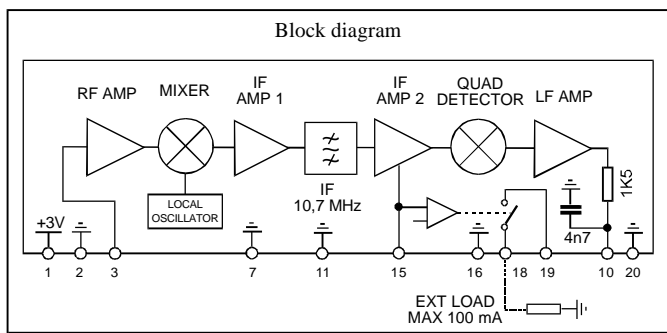 Block diagram
RF AMP
MIXER
IF
AMP 1
IF
AMP 2
QUAD
DETECTOR
LF AMP
LOCAL
OSCILLATOR
IF
10,7 MHz
1K5
+3V
4n7
1
2
3
7
11
15
16
18
19
10
20
EXT LOAD
MAX 100 mA